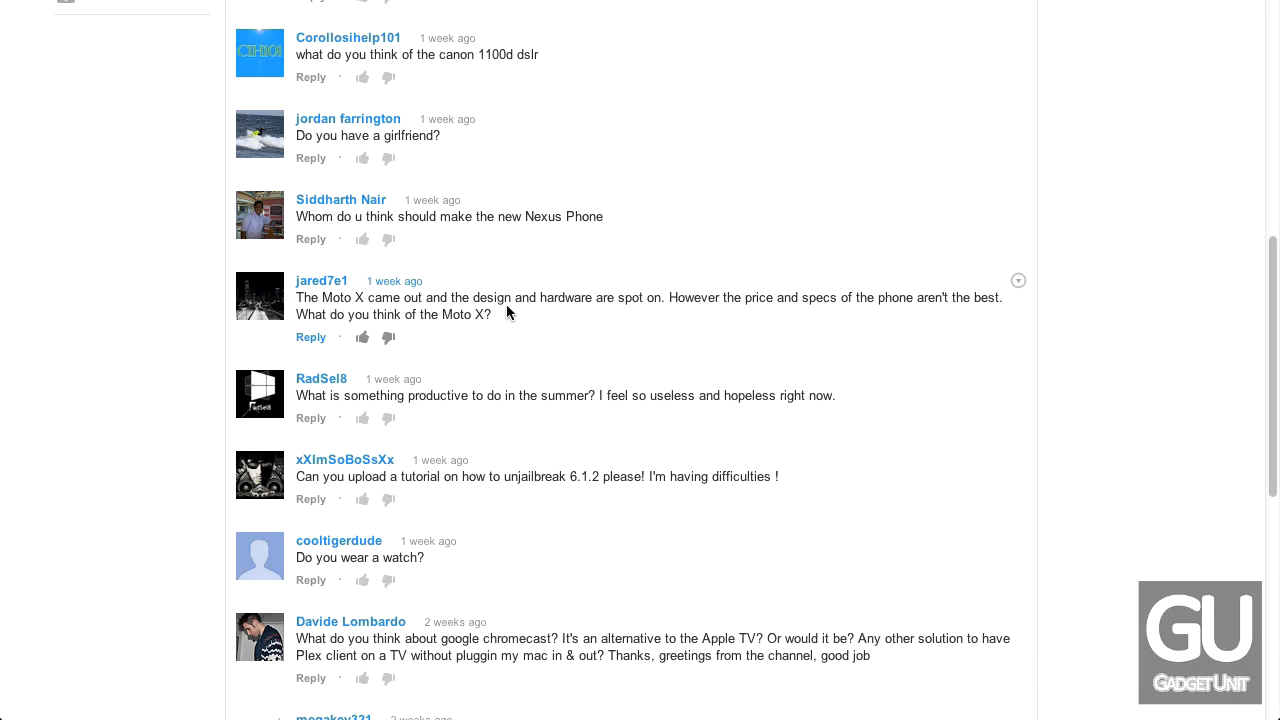 Corollosihelp101 1 week ago
what do you think of the canon 1100d dslr
Reply ·
jordan farrington 1 week ago
Do you have a girlfriend?
Reply ·
Siddharth Nair 1 week ago
Whom do u think should make the new Nexus Phone
Reply ·
jared7e1 1 week ago
The Moto X came out and the design and hardware are spot on. However the price and specs of the phone aren't the best.
What do you think of the Moto X?
Reply ·
RadSel8 1 week ago
What is something productive to do in the summer? I feel so useless and hopeless right now.
Reply ·
xXImSoBoSsXx 1 week ago
Can you upload a tutorial on how to unjailbreak 6.1.2 please! I'm having difficulties !
Reply ·
cooltigerdude 1 week ago
Do you wear a watch?
Reply ·
Davide Lombardo 2 weeks ago
What do you think about google chromecast? It's an alternative to the Apple TV? Or would it be? Any other solution to have
Plex client on a TV without pluggin my mac in & out? Thanks, greetings from the channel, good job
Reply ·
megakey321 2 weeks ago
CIH101
RadSel8
GU
GADGETUNIT